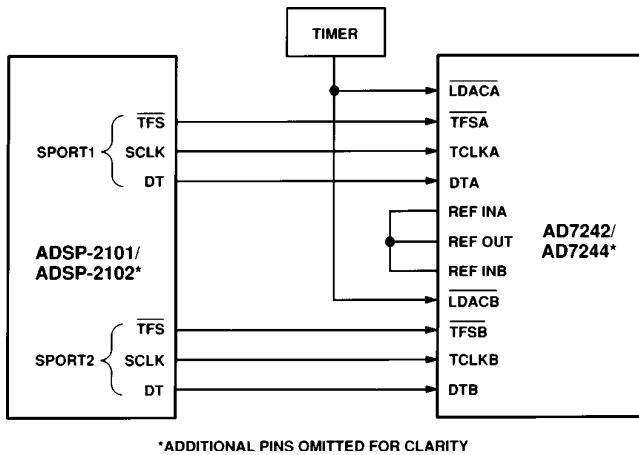 TIMER
TFS
SPORT1
SCLK
DT
ADSP-2101/
ADSP-2102*
TFS
SPORT2
SCLK
DT
LDACA
TFSA
TCLKA
DTA
REF INA
REF OUT
REF INB
LDACB
TFSB
TCLKB
DTB
AD7242/
AD7244*
*ADDITIONAL PINS OMITTED FOR CLARITY